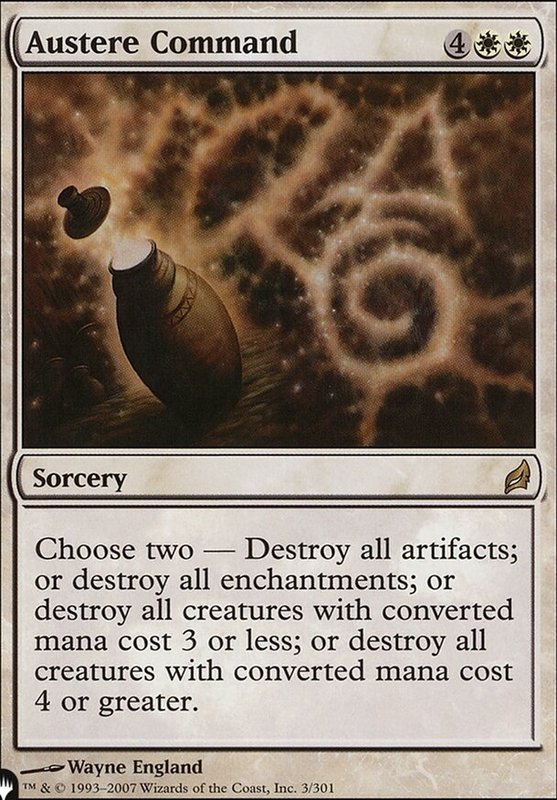 Austere Command 4
Sorcery
Choose two — Destroy all artifacts;
or destroy all enchantments; or
destroy all creatures with converted
mana cost 3 or less; or destroy all
creatures with converted mana cost
4 or greater.
Wayne England
™ & © 1993–2007 Wizards of the Coast, Inc. 3/301